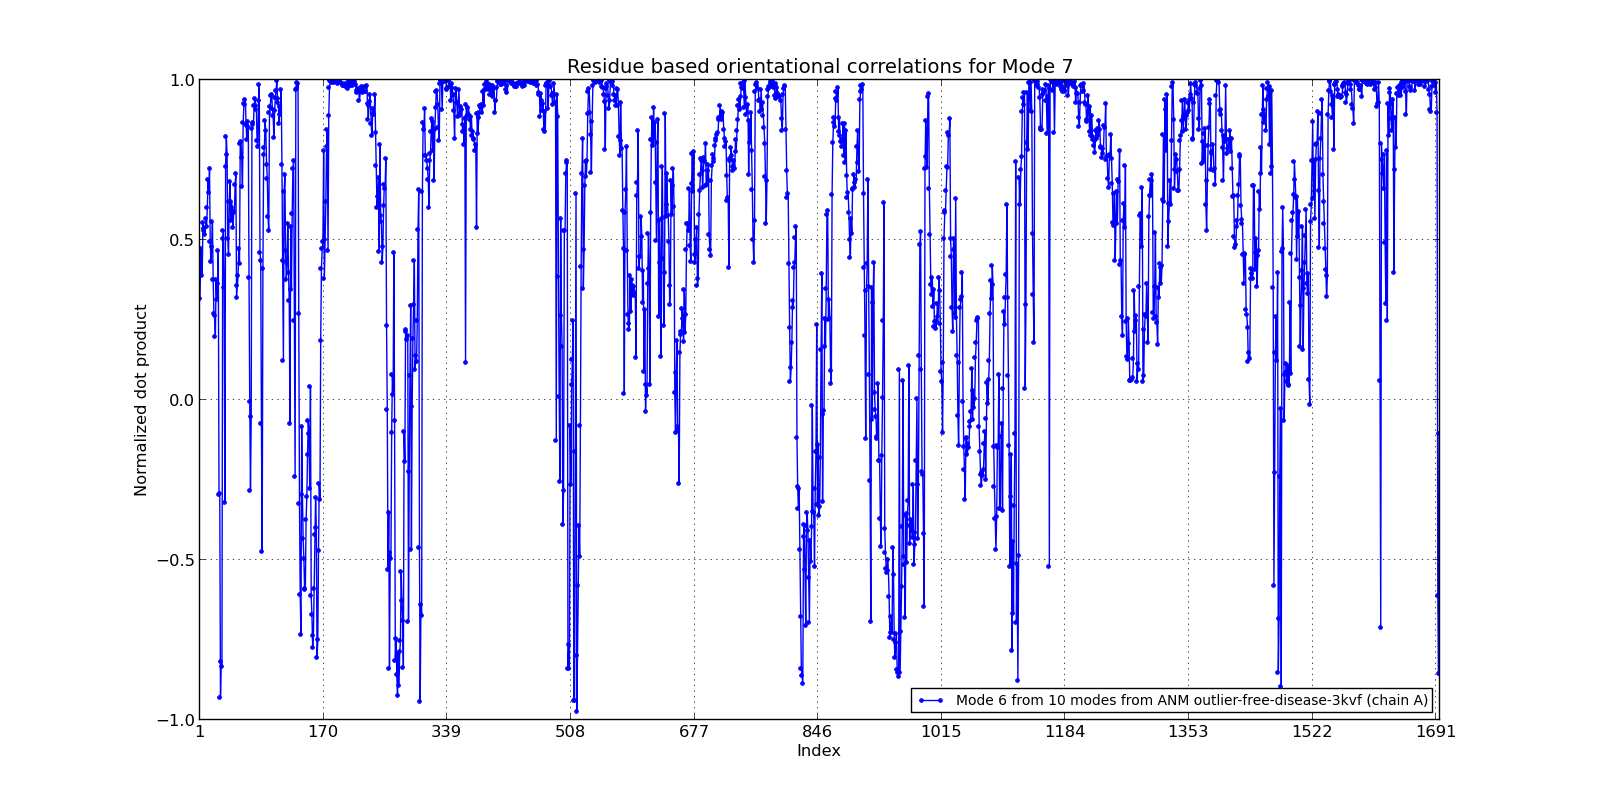 Residue based orientational correlations for Mode 7
Normalized dot product
1.0
0.5
0.0
−0.5
−1.0
Mode 6 from 10 modes from ANM outlier-free-disease-3kvf (chain A)
1 170 339 508 677 846 1015 1184 1353 1522 1691
Index